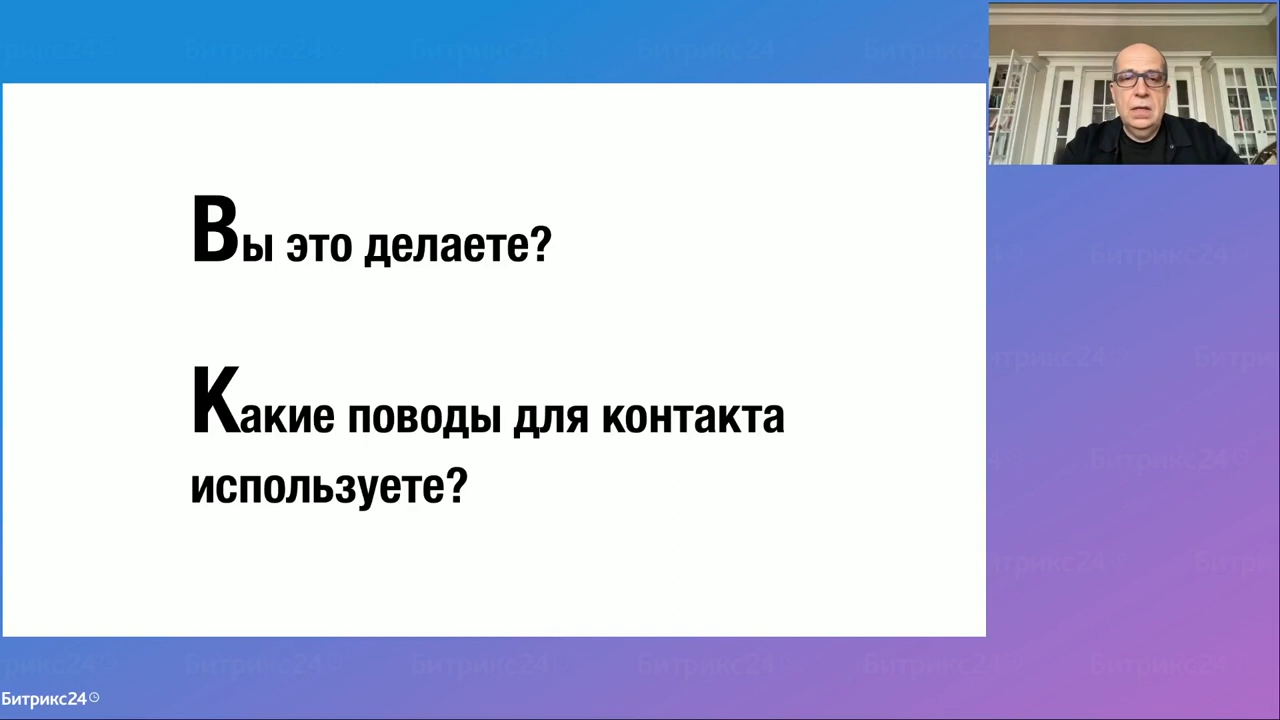 Вы это делаете?
Какие поводы для контакта
используете?
Битрикс24